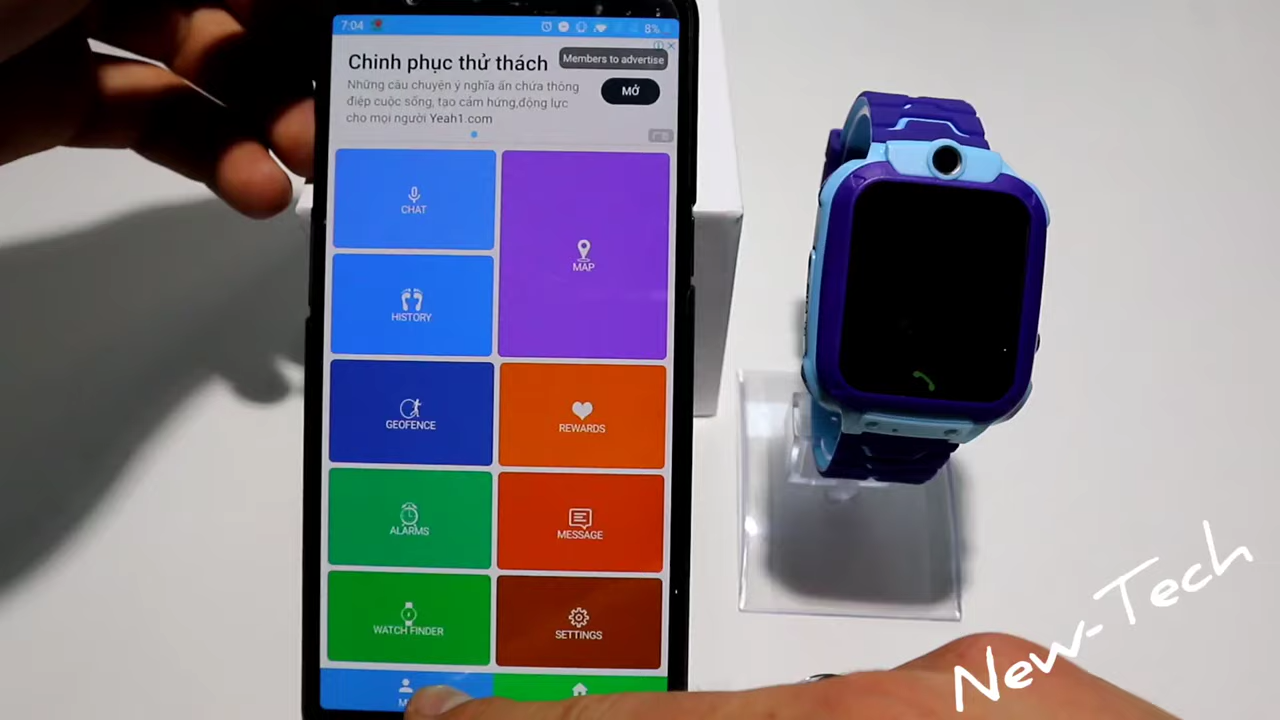 7:04
8%
Chinh phục thử thách
Members to advertise
Những câu chuyện ý nghĩa ẩn chứa thông
điệp cuộc sống, tạo cảm hứng,động lực
cho mọi người Yeah1.com
MỞ
CHAT
MAP
HISTORY
GEOFENCE
REWARDS
ALARMS
MESSAGE
WATCH FINDER
SETTINGS
New-Tech